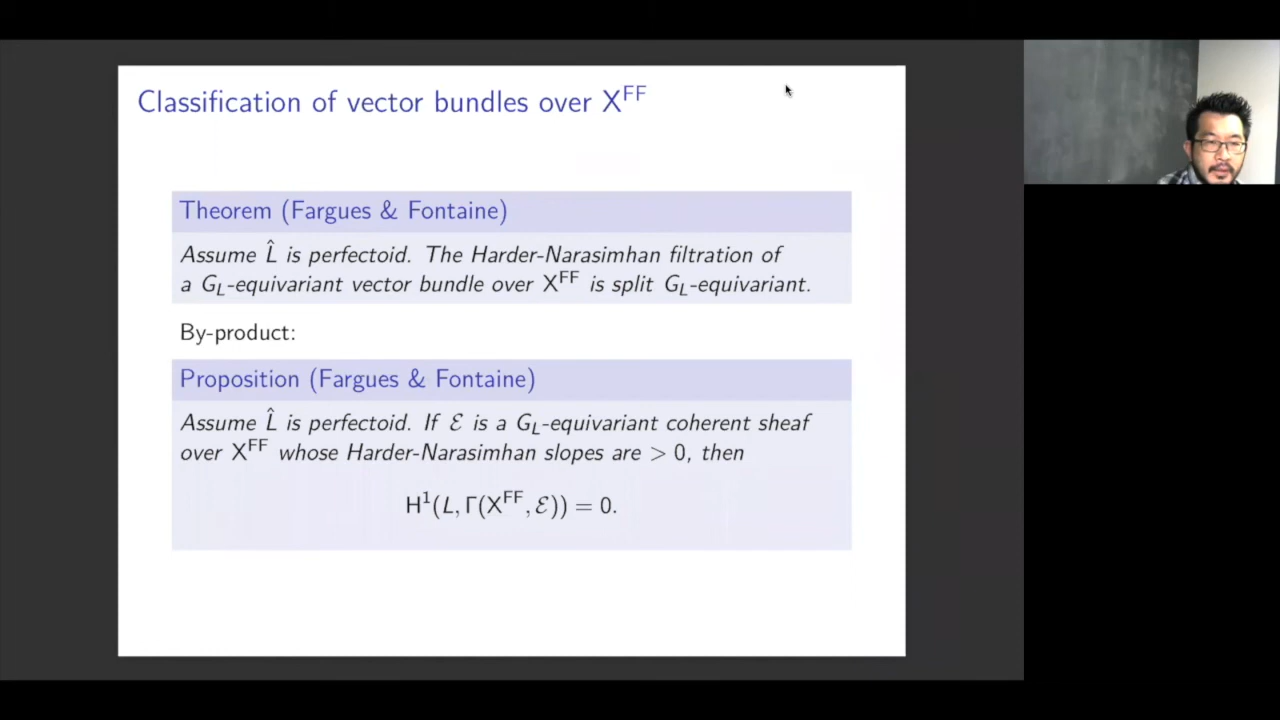 Classification of vector bundles over X^FF
Theorem (Fargues & Fontaine)
Assume L̂ is perfectoid. The Harder-Narasimhan filtration of
a G_L-equivariant vector bundle over X^FF is split G_L-equivariant.
By-product:
Proposition (Fargues & Fontaine)
Assume L̂ is perfectoid. If ℰ is a G_L-equivariant coherent sheaf
over X^FF whose Harder-Narasimhan slopes are > 0, then
H^1(L, Γ(X^FF, ℰ)) = 0.